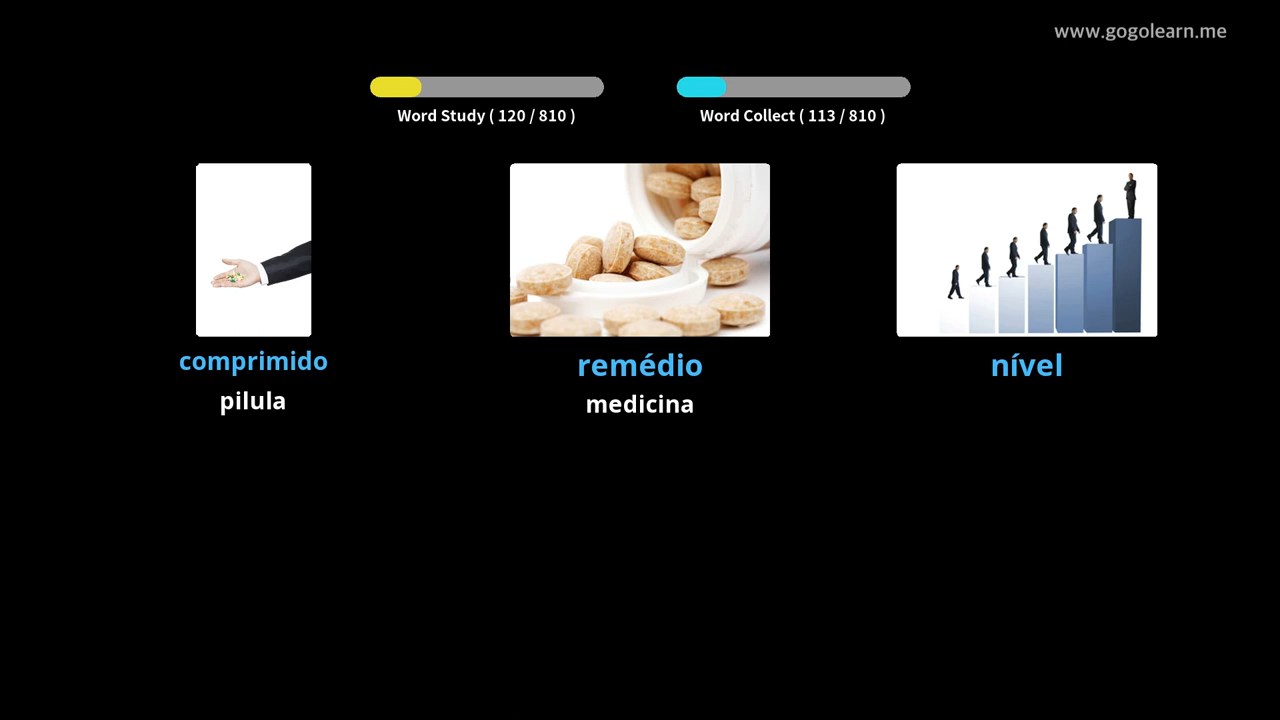 www.gogolearn.me
Word Study ( 120 / 810 )
Word Collect ( 113 / 810 )
comprimido
pilula
remédio
medicina
nível